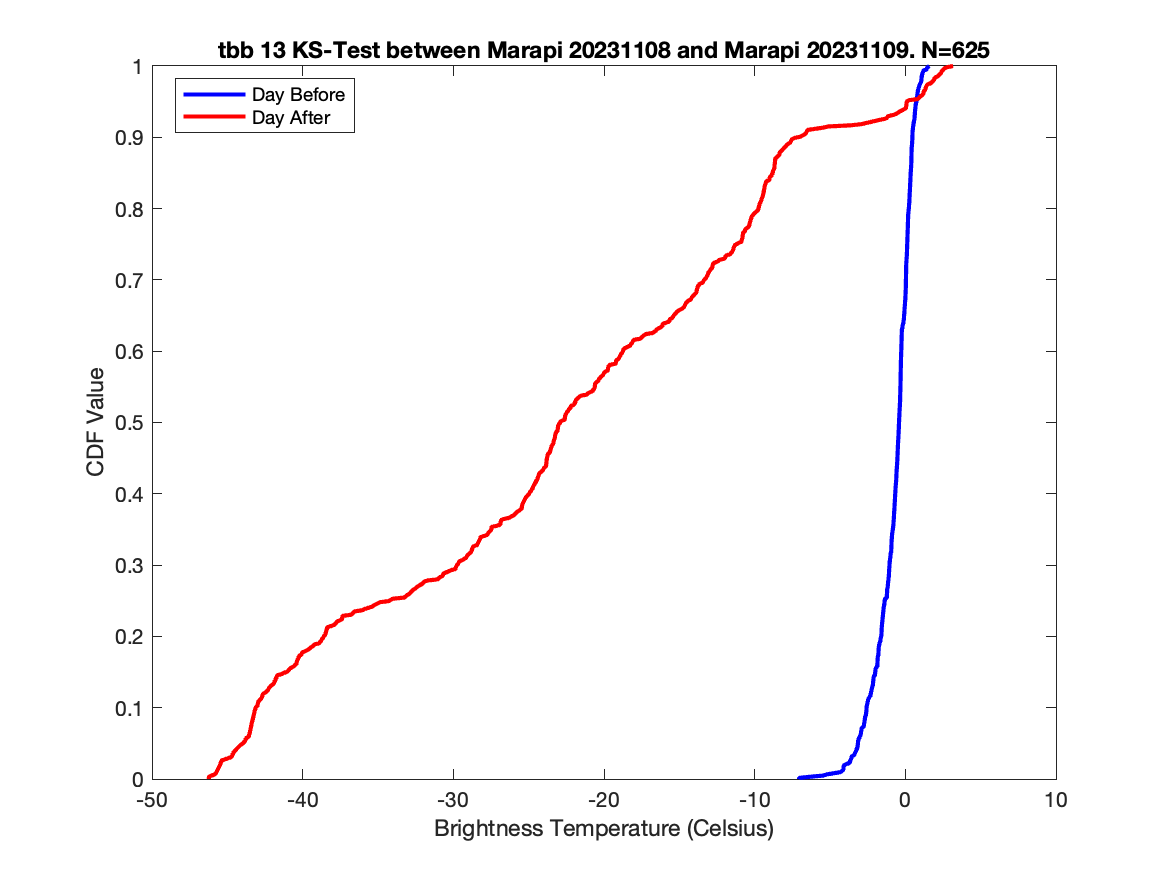 tbb 13 KS-Test between Marapi 20231108 and Marapi 20231109. N=625
Day Before
Day After
1
0.9
0.8
0.7
0.6
0.5
0.4
0.3
0.2
0.1
0
CDF Value
-50 -40 -30 -20 -10 0 10
Brightness Temperature (Celsius)